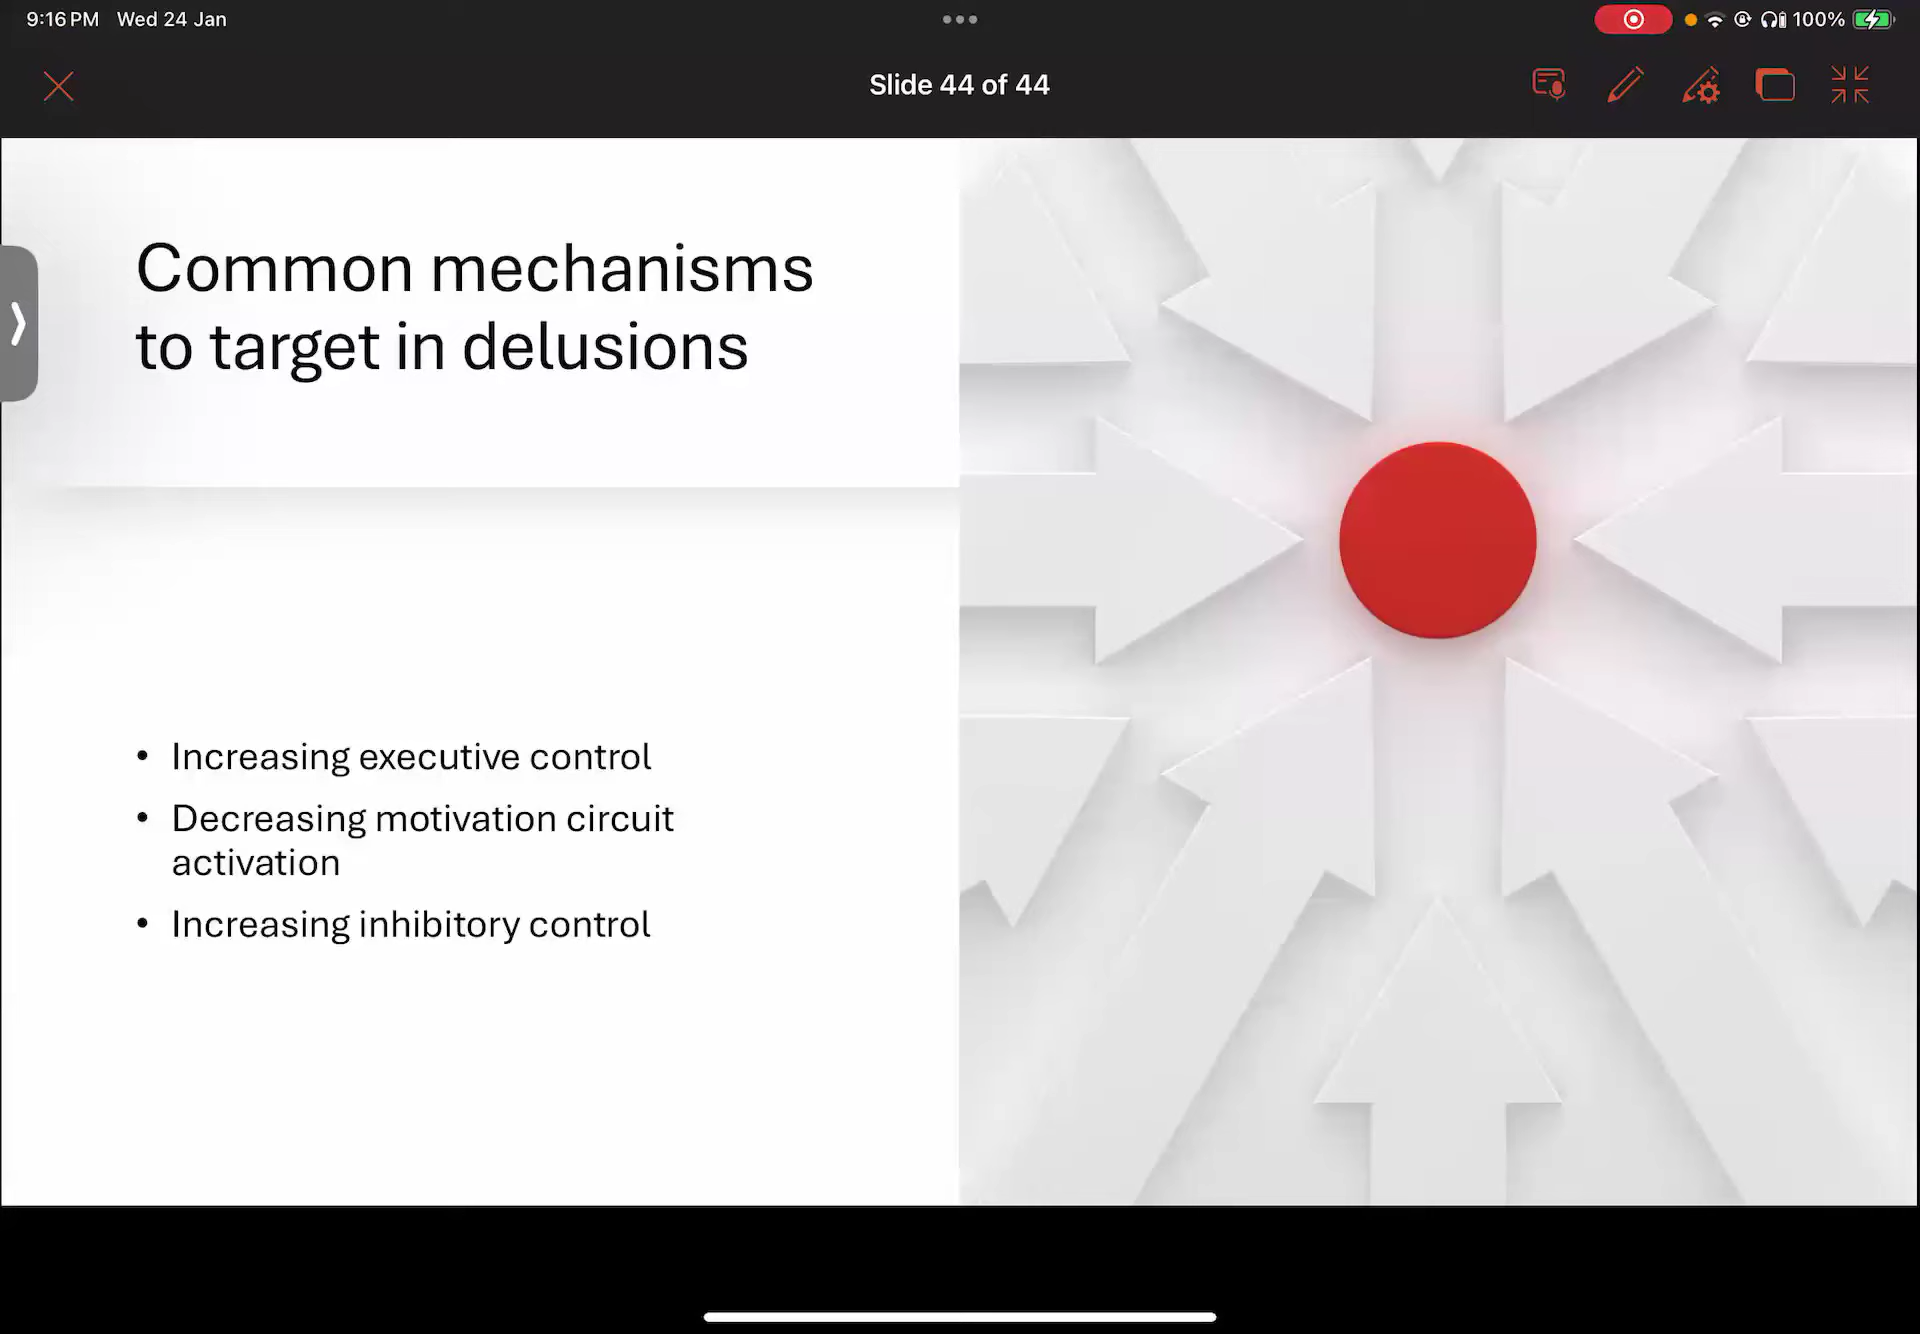 9:16 PM Wed 24 Jan
100%
Slide 44 of 44
Common mechanisms
to target in delusions
• Increasing executive control
• Decreasing motivation circuit
activation
• Increasing inhibitory control